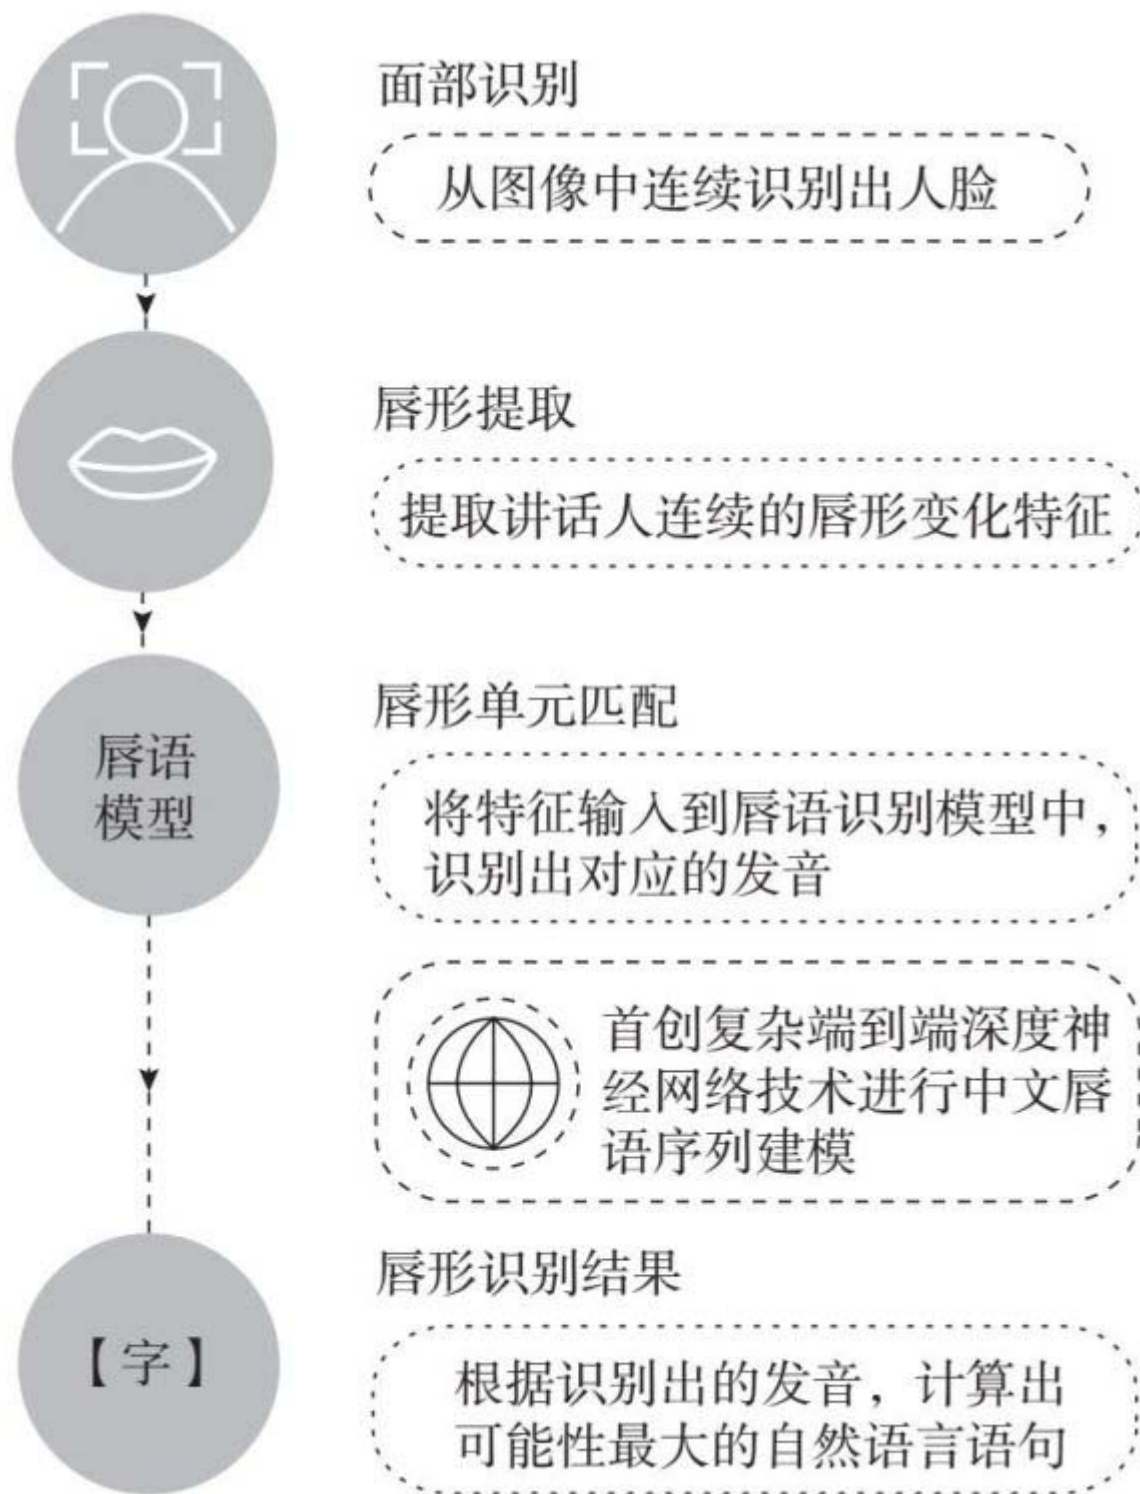 面部识别
从图像中连续识别出人脸
唇形提取
提取讲话人连续的唇形变化特征
唇语
模型
唇形单元匹配
将特征输入到唇语识别模型中，
识别出对应的发音
首创复杂端到端深度神
经网络技术进行中文唇
语序列建模
【字】
唇形识别结果
根据识别出的发音，计算出
可能性最大的自然语言语句